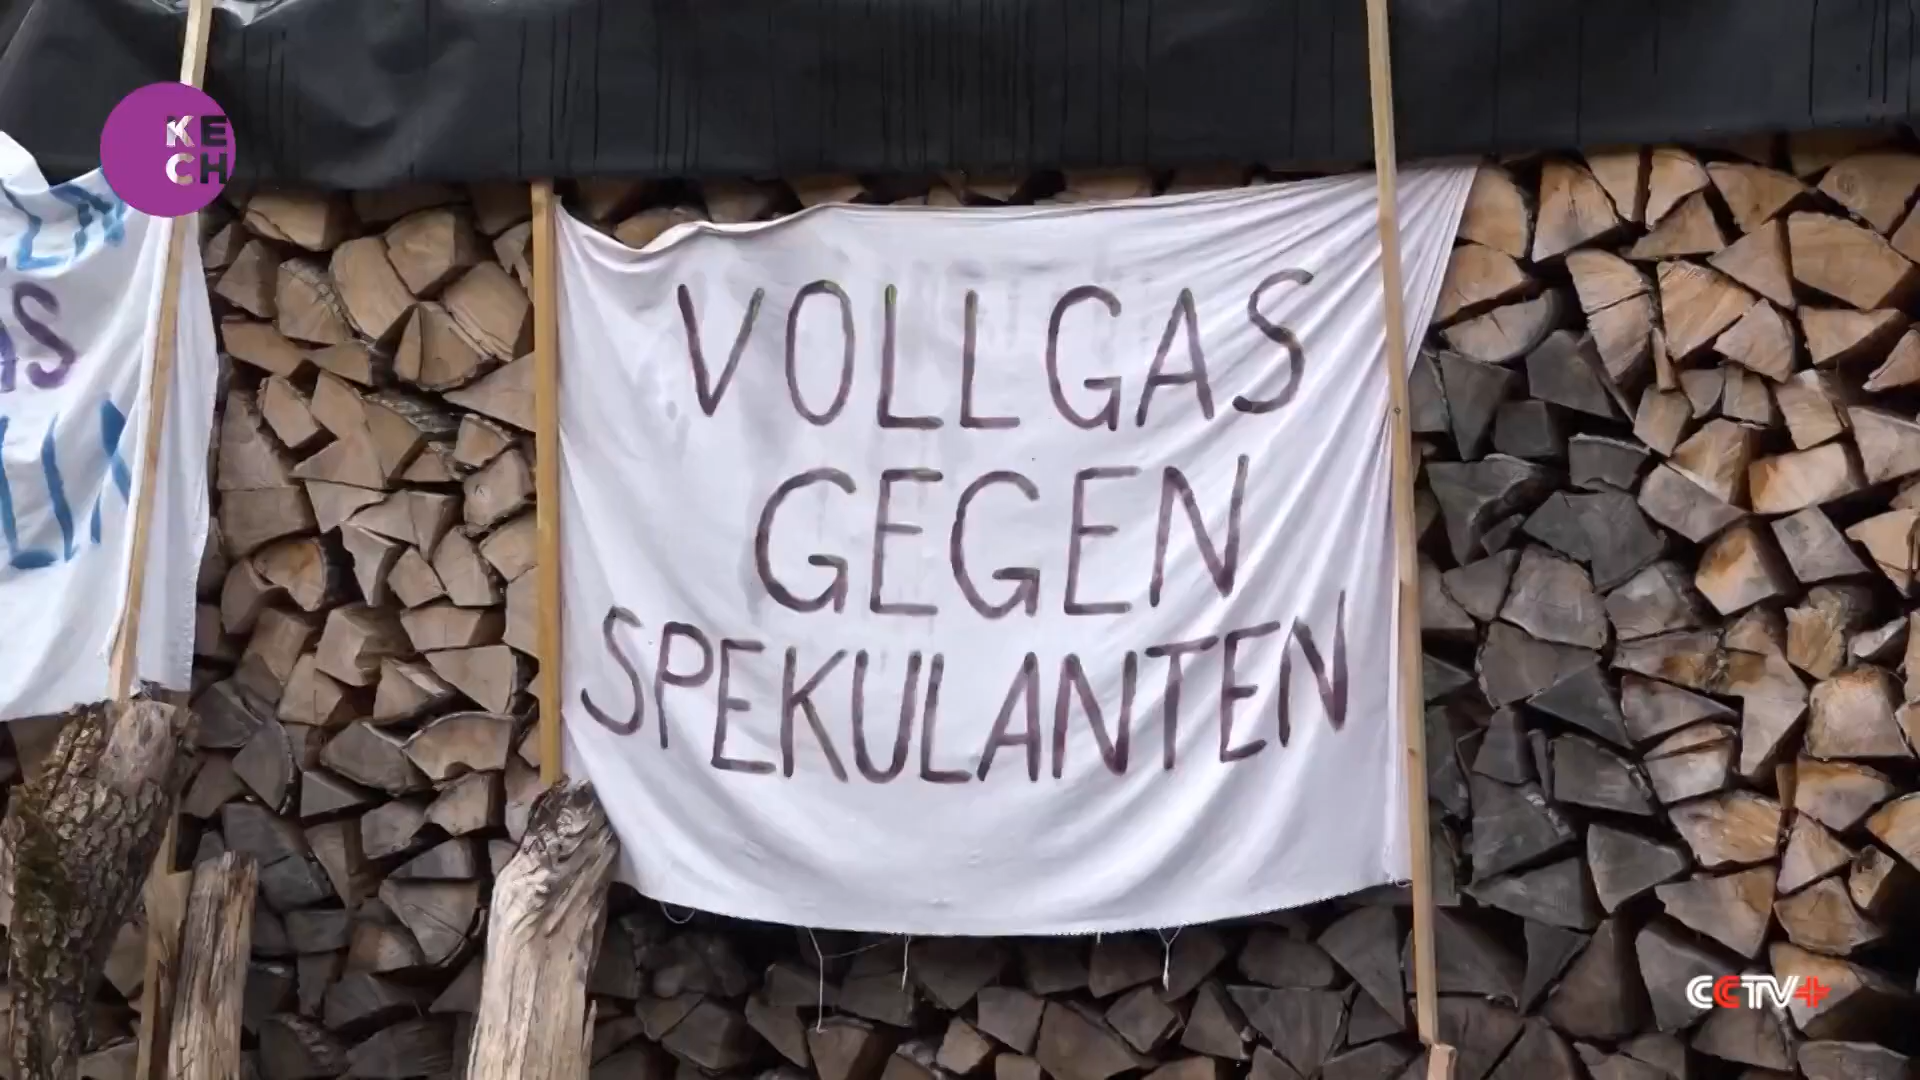 KE
CH
VOLLGAS
GEGEN
SPEKULANTEN
CCTV+